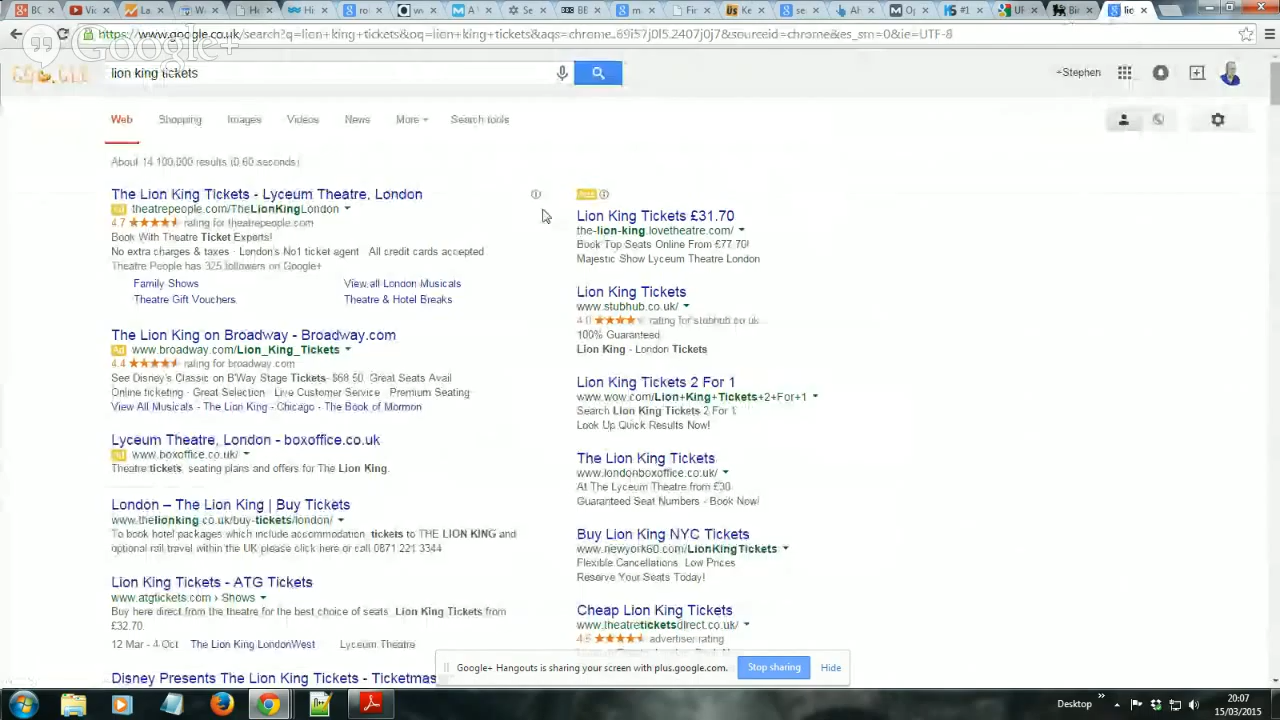 https://www.google.co.uk/search?q=lion+king+tickets&aq=lion+king+tickets&aqs=chrome..69i57j0l5.2407j0j7&sourceid=chrome&es_sm=0&ie=UTF-8
Google+
lion king tickets
+Stephen
Web Shopping Images Videos News More Search tools
About 14,100,000 results (0.60 seconds)
The Lion King Tickets - Lyceum Theatre, London
Ad theatrepeople.com/TheLionKingLondon
4.7 rating for theatrepeople.com
Book With Theatre Ticket Experts!
No extra charges & taxes · London's No1 ticket agent · All credit cards accepted
Theatre People has 325 followers on Google+
Family Shows
View all London Musicals
Theatre Gift Vouchers
Theatre & Hotel Breaks
The Lion King on Broadway - Broadway.com
Ad www.broadway.com/Lion_King_Tickets
4.4 rating for broadway.com
See Disney's Classic on B'Way Stage Tickets-$68.50. Great Seats Avail
Online ticketing · Great Selection · Live Customer Service · Premium Seating
View All Musicals - The Lion King - Chicago - The Book of Mormon
Lyceum Theatre, London - boxoffice.co.uk
Ad www.boxoffice.co.uk/
Theatre tickets, seating plans and offers for The Lion King.
London – The Lion King | Buy Tickets
www.thelionking.co.uk/buy-tickets/london/
To book hotel packages which include accommodation, tickets to THE LION KING and
optional rail travel within the UK please click here or call 0871 221 3344
Lion King Tickets - ATG Tickets
www.atgtickets.com › Shows
Buy here direct from the theatre for the best choice of seats. Lion King Tickets from
£32.70.
12 Mar - 4 Oct The Lion King LondonWest Lyceum Theatre
Disney Presents The Lion King Tickets - Ticketmas
Lion King Tickets £31.70
the-lion-king.lovetheatre.com/
Book Top Seats Online From £77.70!
Majestic Show Lyceum Theatre London
Lion King Tickets
www.stubhub.co.uk/
rating for stubhub.co.uk
100% Guaranteed
Lion King - London Tickets
Lion King Tickets 2 For 1
www.wow.com/Lion+King+Tickets+2+For+1
Search Lion King Tickets 2 For 1
Look Up Quick Results Now!
The Lion King Tickets
www.londonboxoffice.co.uk/
At The Lyceum Theatre from £30
Guaranteed Seat Numbers - Book Now!
Buy Lion King NYC Tickets
www.newyork60.com/LionKingTickets
Flexible Cancellations. Low Prices
Reserve Your Seats Today!
Cheap Lion King Tickets
www.theatreticketsdirect.co.uk/
advertiser rating
Google+ Hangouts is sharing your screen with plus.google.com. Stop sharing Hide
Desktop
20:07
15/03/2015